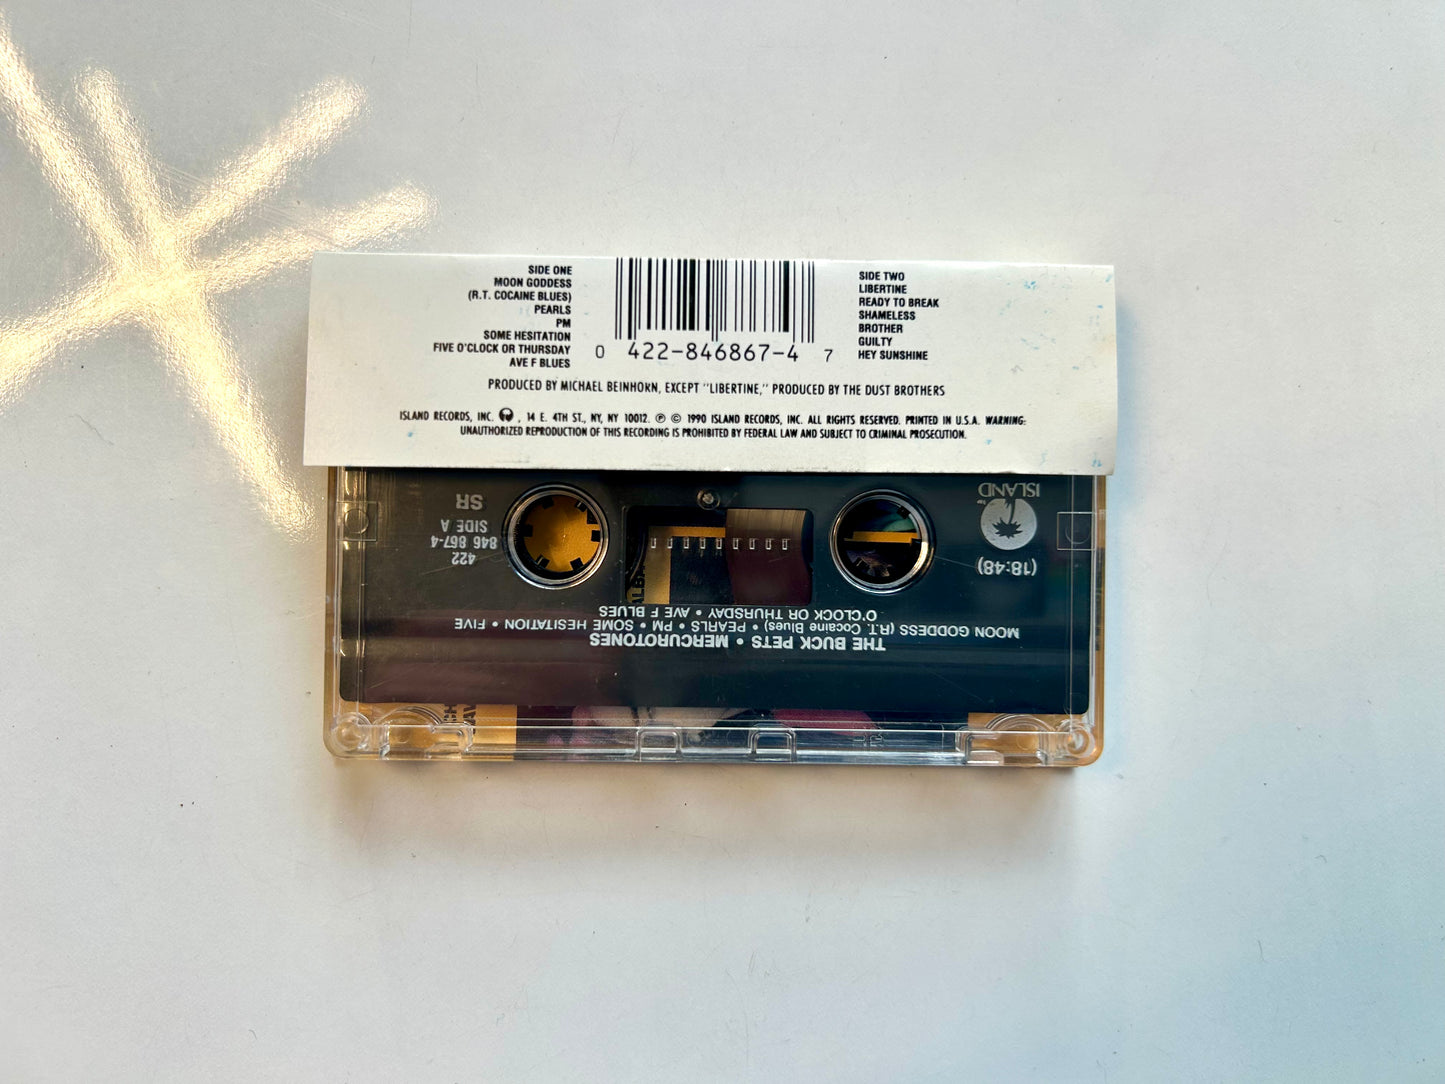 SIDE ONE
MOON GODDESS
(R.T. COCAINE BLUES)
PEARLS
PM
SOME HESITATION
FIVE O'CLOCK OR THURSDAY
AVE F BLUES
0 422-846867-4 7
SIDE TWO
LIBERTINE
READY TO BREAK
SHAMELESS
BROTHER
GUILTY
HEY SUNSHINE
PRODUCED BY MICHAEL BEINHORN, EXCEPT "LIBERTINE," PRODUCED BY THE DUST BROTHERS
ISLAND RECORDS, INC. , 14 E. 4TH ST., NY, NY 10012. ℗ © 1990 ISLAND RECORDS, INC. ALL RIGHTS RESERVED. PRINTED IN U.S.A. WARNING:
UNAUTHORIZED REPRODUCTION OF THIS RECORDING IS PROHIBITED BY FEDERAL LAW AND SUBJECT TO CRIMINAL PROSECUTION.
THE BUCK PETS • MERCUROTONES
MOON GODDESS (R.T. Cocaine Blues) • PEARLS • PM • SOME HESITATION • FIVE
O'CLOCK OR THURSDAY • AVE F BLUES
(18:48)
ISLAND
422
846 867-4
SIDE A
SR